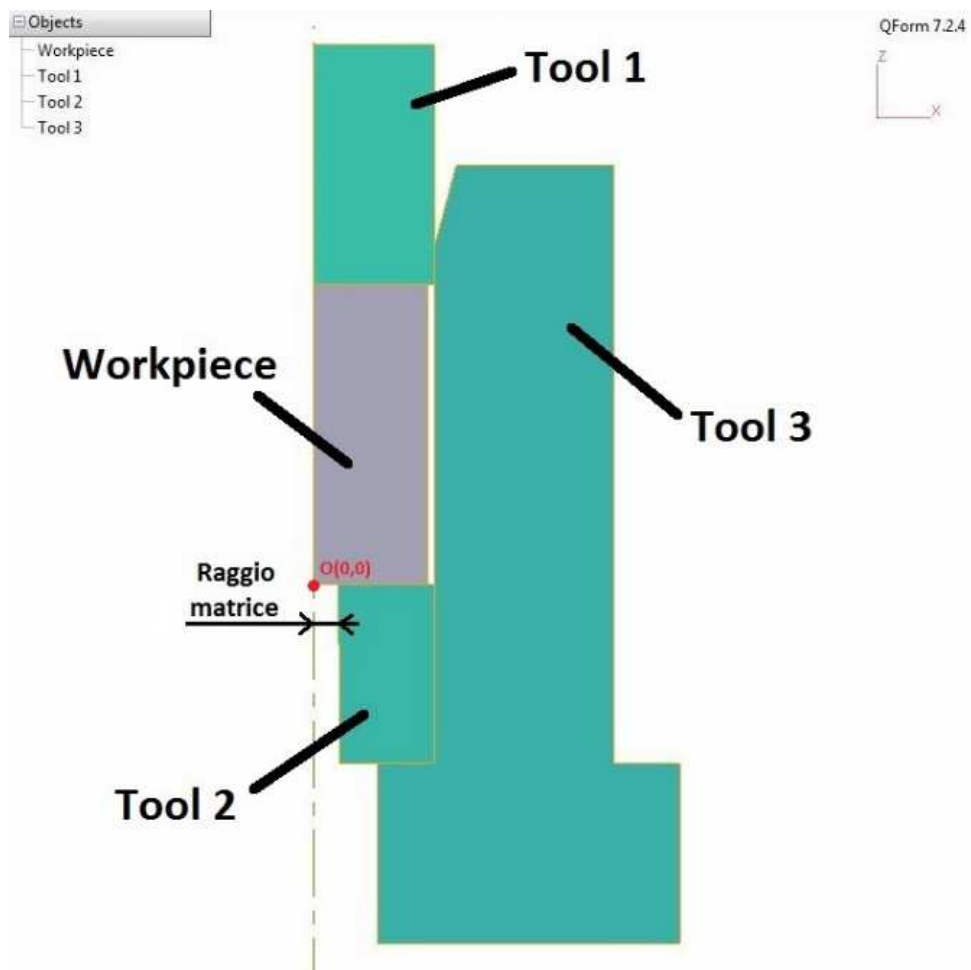 Objects
Workpiece
Tool 1
Tool 2
Tool 3
QForm 7.2.4
Z
X
Tool 1
Workpiece
Tool 3
O(0,0)
Raggio
matrice
Tool 2